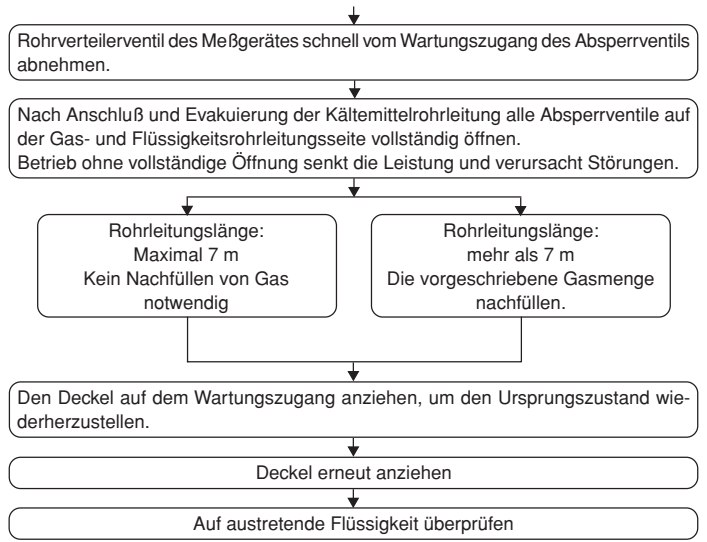 Rohrverteilerventil des Meßgerätes schnell vom Wartungszugang des Absperrventils
abnehmen.
Nach Anschluß und Evakuierung der Kältemittelrohrleitung alle Absperrventile auf
der Gas- und Flüssigkeitsrohrleitungsseite vollständig öffnen.
Betrieb ohne vollständige Öffnung senkt die Leistung und verursacht Störungen.
Rohrleitungslänge:
Maximal 7 m
Kein Nachfüllen von Gas
notwendig
Rohrleitungslänge:
mehr als 7 m
Die vorgeschriebene Gasmenge
nachfüllen.
Den Deckel auf dem Wartungszugang anziehen, um den Ursprungszustand wie-
derherzustellen.
Deckel erneut anziehen
Auf austretende Flüssigkeit überprüfen